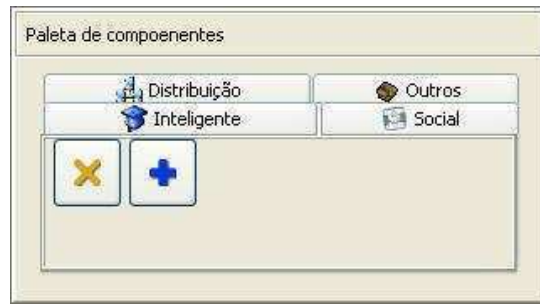 Paleta de compoenentes
Distribuição Outros
Inteligente Social